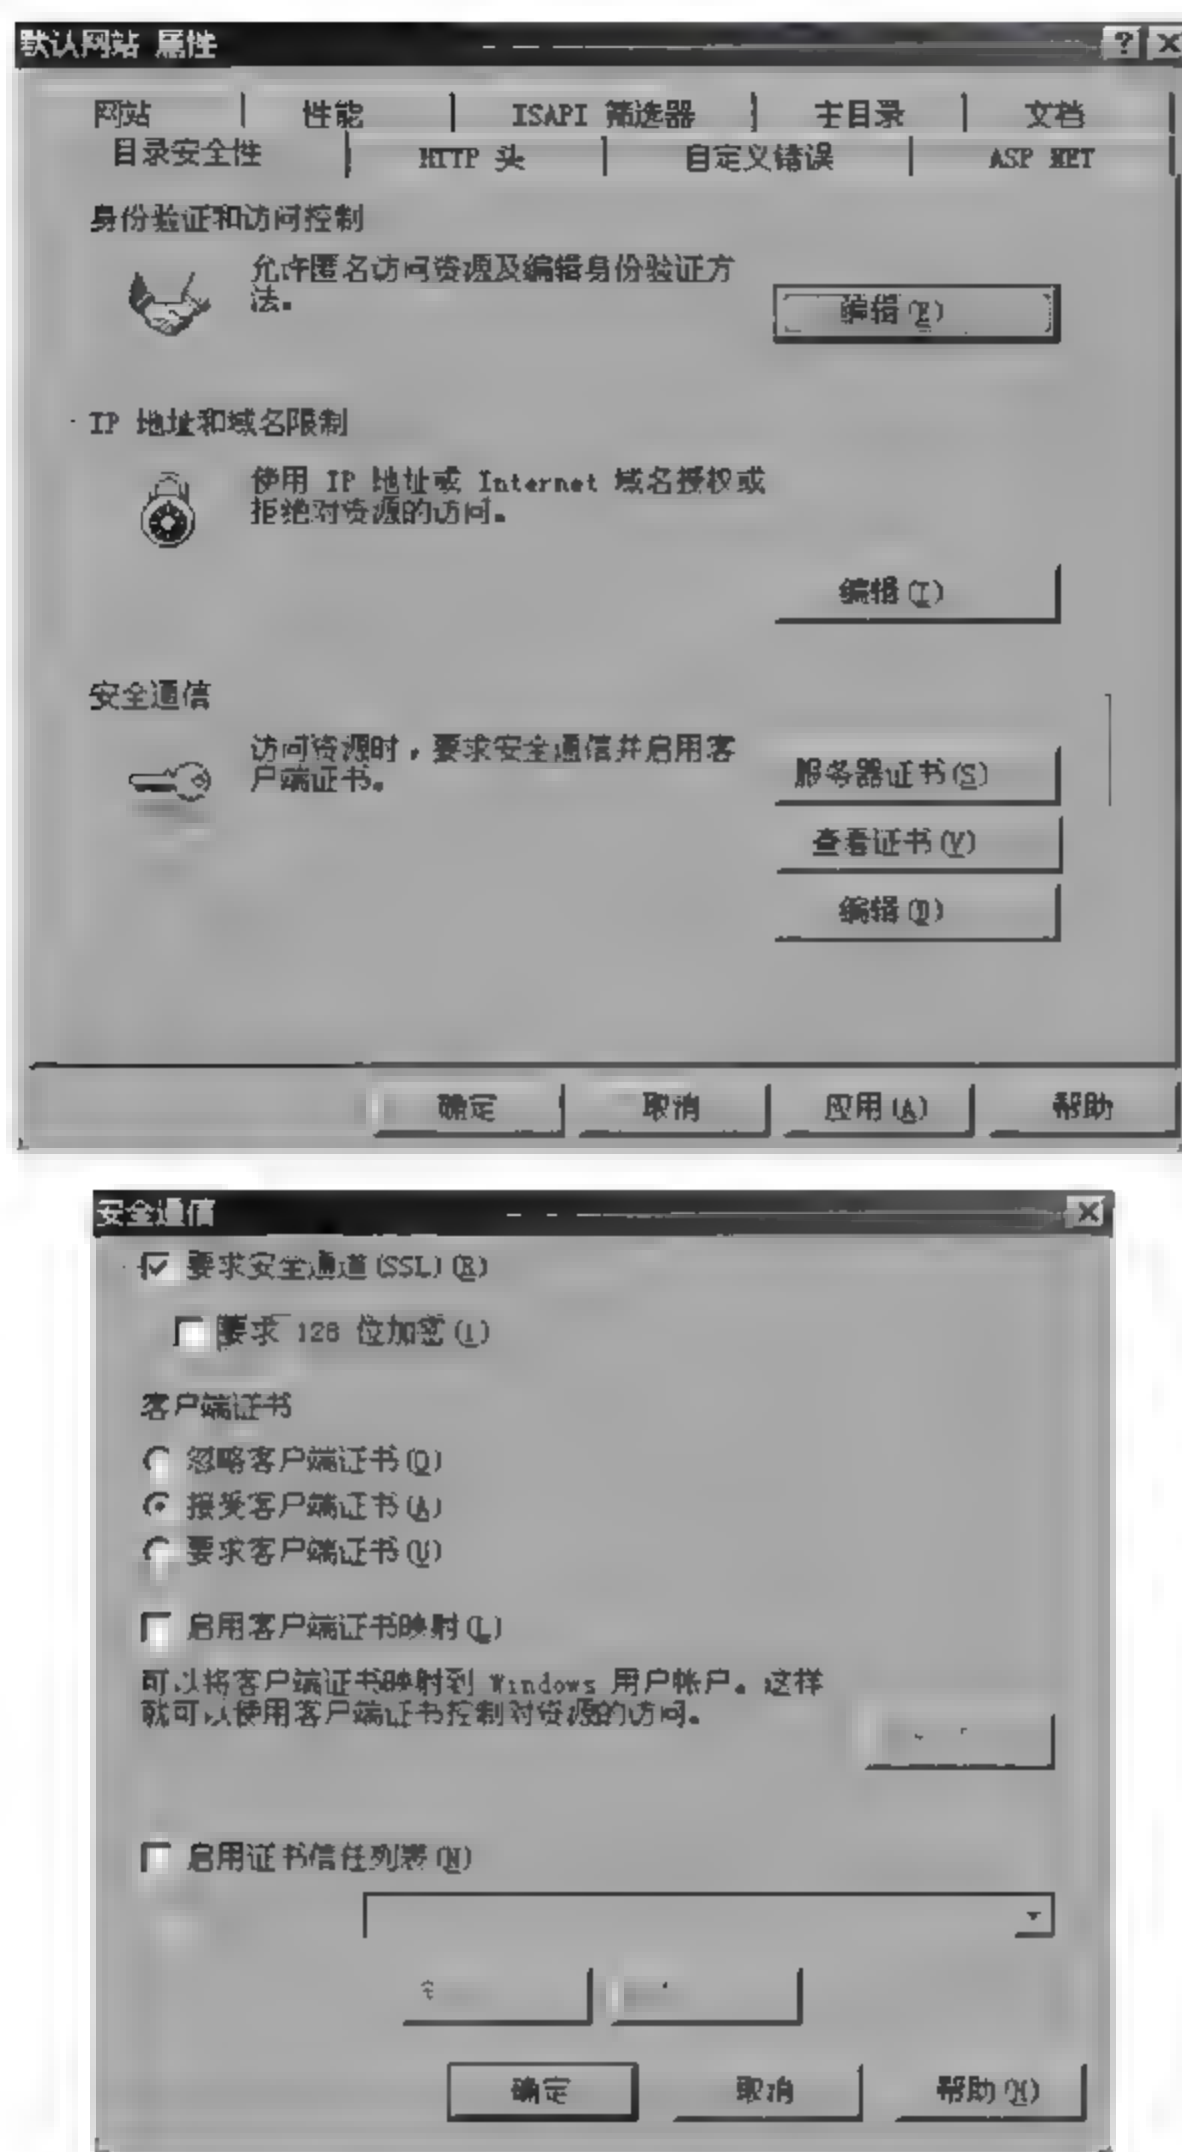 默认网站 属性
网站 性能 ISAPI 筛选器 主目录 文档
目录安全性 HTTP 头 自定义错误 ASP.NET
身份验证和访问控制
允许匿名访问资源及编辑身份验证方
法。
编辑(E)
IP 地址和域名限制
使用 IP 地址或 Internet 域名授权或
拒绝对资源的访问。
编辑(I)
安全通信
访问资源时，要求安全通信并启用客
户端证书。
服务器证书(S)
查看证书(V)
编辑(D)
确定 取消 应用(A) 帮助
安全通信
要求安全通道(SSL)(R)
要求 128 位加密(1)
客户端证书
忽略客户端证书(O)
接受客户端证书(A)
要求客户端证书(U)
启用客户端证书映射(L)
可以将客户端证书映射到 Windows 用户帐户。这样
就可以使用客户端证书控制对资源的访问。
启用证书信任列表(N)
确定 取消 帮助(H)